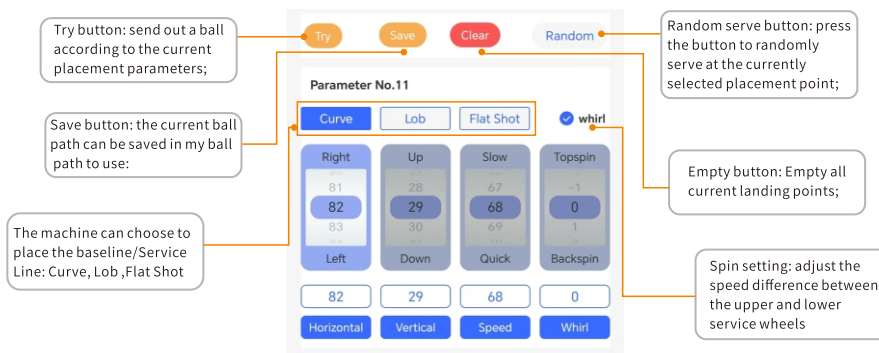 Try button: send out a ball
according to the current
placement parameters;
Save button: the current ball
path can be saved in my ball
path to use:
The machine can choose to
place the baseline/Service
Line: Curve, Lob ,Flat Shot
Try
Save
Clear
Random
Parameter No.11
Curve
Lob
Flat Shot
whirl
Right
Up
Slow
Topspin
81
28
67
-1
82
29
68
0
83
30
69
1
Left
Down
Quick
Backspin
82
29
68
0
Horizontal
Vertical
Speed
Whirl
Random serve button: press
the button to randomly
serve at the currently
selected placement point;
Empty button: Empty all
current landing points;
Spin setting: adjust the
speed difference between
the upper and lower
service wheels